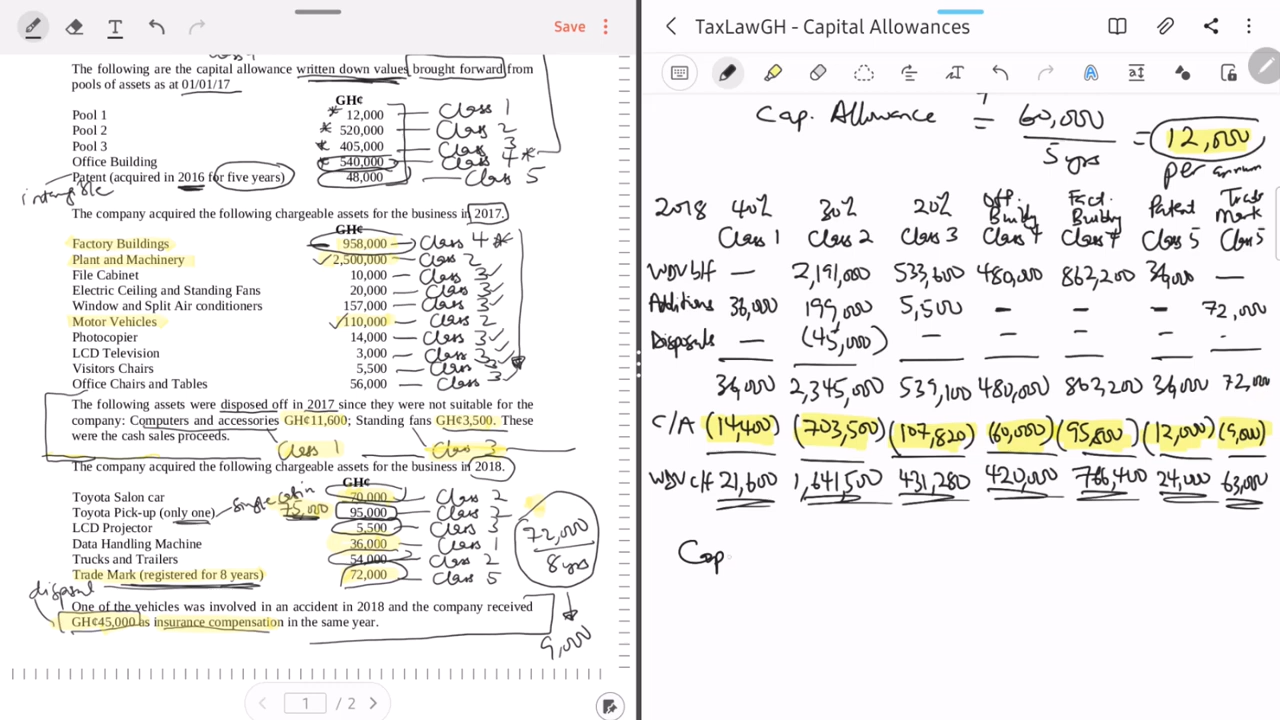 Save
TaxLawGH - Capital Allowances
The following are the capital allowance written down values brought forward from
pools of assets as at 01/01/17
GH¢
Pool 1 * 12,000 Class 1
Pool 2 * 520,000 Class 2
Pool 3 * 405,000 Class 3
Office Building * 540,000 Class 4 *
Patent (acquired in 2016 for five years) 48,000 Class 5
intangible
The company acquired the following chargeable assets for the business in 2017.
GH¢
Factory Buildings 958,000 Class 4 *
Plant and Machinery 2,500,000 Class 2
File Cabinet 10,000 Class 3
Electric Ceiling and Standing Fans 20,000 Class 3
Window and Split Air conditioners 157,000 Class 3
Motor Vehicles 110,000 Class 2
Photocopier 14,000 Class 3
LCD Television 3,000 Class 3
Visitors Chairs 5,500 Class 3
Office Chairs and Tables 56,000 Class 3
The following assets were disposed off in 2017 since they were not suitable for the
company: Computers and accessories GH¢11,600; Standing fans GH¢3,500. These
were the cash sales proceeds.
Class 1 Class 3
The company acquired the following chargeable assets for the business in 2018.
GH¢
Toyota Salon car 70,000 Class 2
Toyota Pick-up (only one) single cabin 75,000 95,000 Class 2
LCD Projector 5,500 Class 3
Data Handling Machine 36,000 Class 1
Trucks and Trailers 54,000 Class 2
Trade Mark (registered for 8 years) 72,000 Class 5
72,000
8 yrs
9,000
disposal
One of the vehicles was involved in an accident in 2018 and the company received
GH¢45,000 as insurance compensation in the same year.
1 / 2
Cap. Allowance = 60,000
5 yrs
= 12,000
per annum
2018 40% 30% 20% Off. Building Fact. Building Patent Trade Mark
Class 1 Class 2 Class 3 Class 4 Class 4 Class 5 Class 5
WDV b/f — 2,191,000 533,600 480,000 862,200 36,000 —
Additions 36,000 199,000 5,500 - - - 72,000
Disposals — (45,000) - - - - -
36,000 2,345,000 539,100 480,000 862,200 36,000 72,000
C/A (14,400) (703,500) (107,820) (60,000) (95,800) (12,000) (9,000)
WDV c/f 21,600 1,641,500 431,280 420,000 766,400 24,000 63,000
Cap